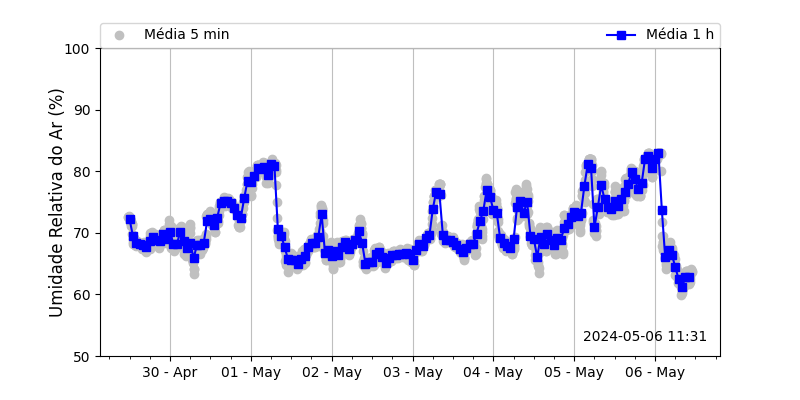 Média 5 min
Média 1 h
Umidade Relativa do Ar (%)
100
90
80
70
60
50
2024-05-06 11:31
30 - Apr
01 - May
02 - May
03 - May
04 - May
05 - May
06 - May